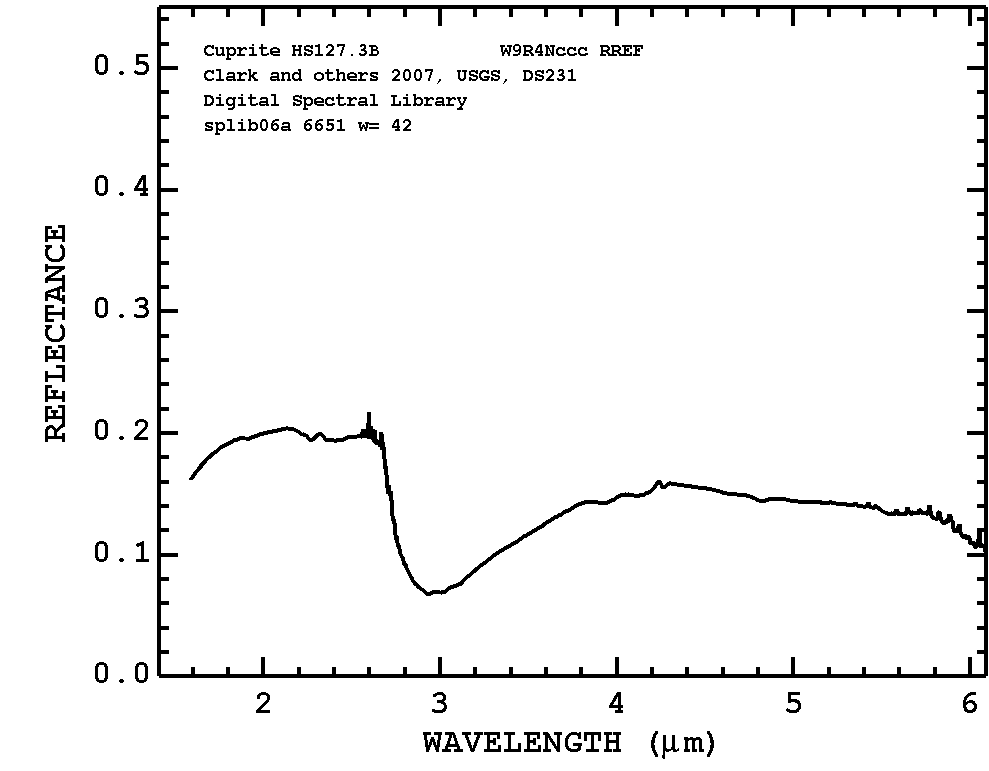 Cuprite HS127.3B W9R4Nccc RREF
Clark and others 2007, USGS, DS231
Digital Spectral Library
splib06a 6651 w= 42
0.5
0.4
0.3
0.2
0.1
0.0
REFLECTANCE
2 3 4 5 6
WAVELENGTH (μm)